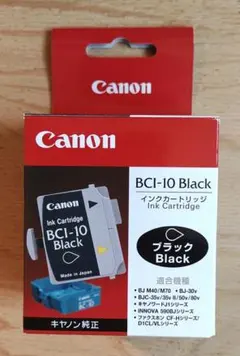 Canon
Canon
BCI-10 Black
インクカートリッジ
Ink Cartridge
Canon
Ink Cartridge
BCI-10
Black
Made in Japan
ブラック
Black
適合機種
• BJ M40/M70 • BJ-30v
• BJC-35v/35v II/50v/80v
• キヤノワードJ1シリーズ
• INNOVA 590BJシリーズ
• ファクスホン CF-H1シリーズ/
D1CL/VLシリーズ
キヤノン純正